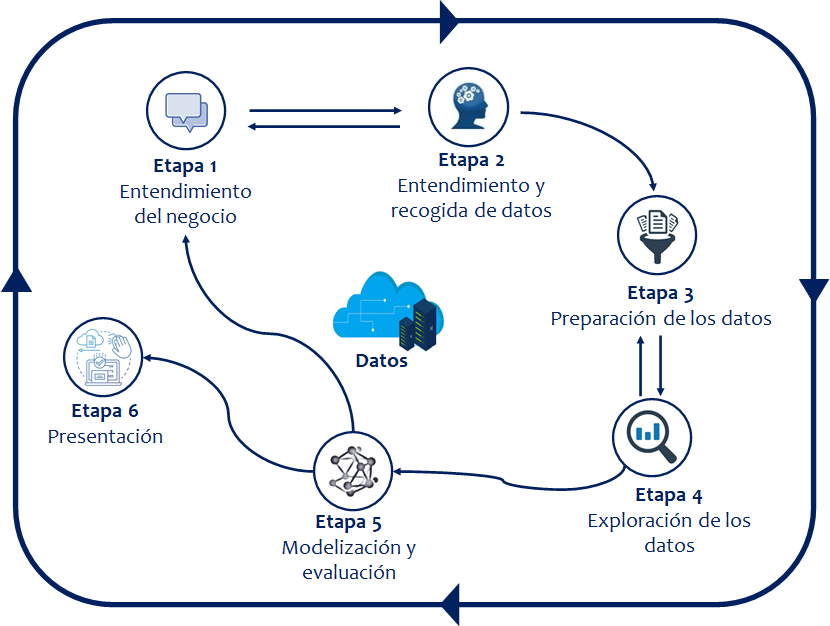 Etapa 1
Entendimiento
del negocio
Etapa 2
Entendimiento y
recogida de datos
Etapa 3
Preparación de los datos
Datos
Etapa 6
Presentación
Etapa 4
Exploración de los
datos
Etapa 5
Modelización y
evaluación